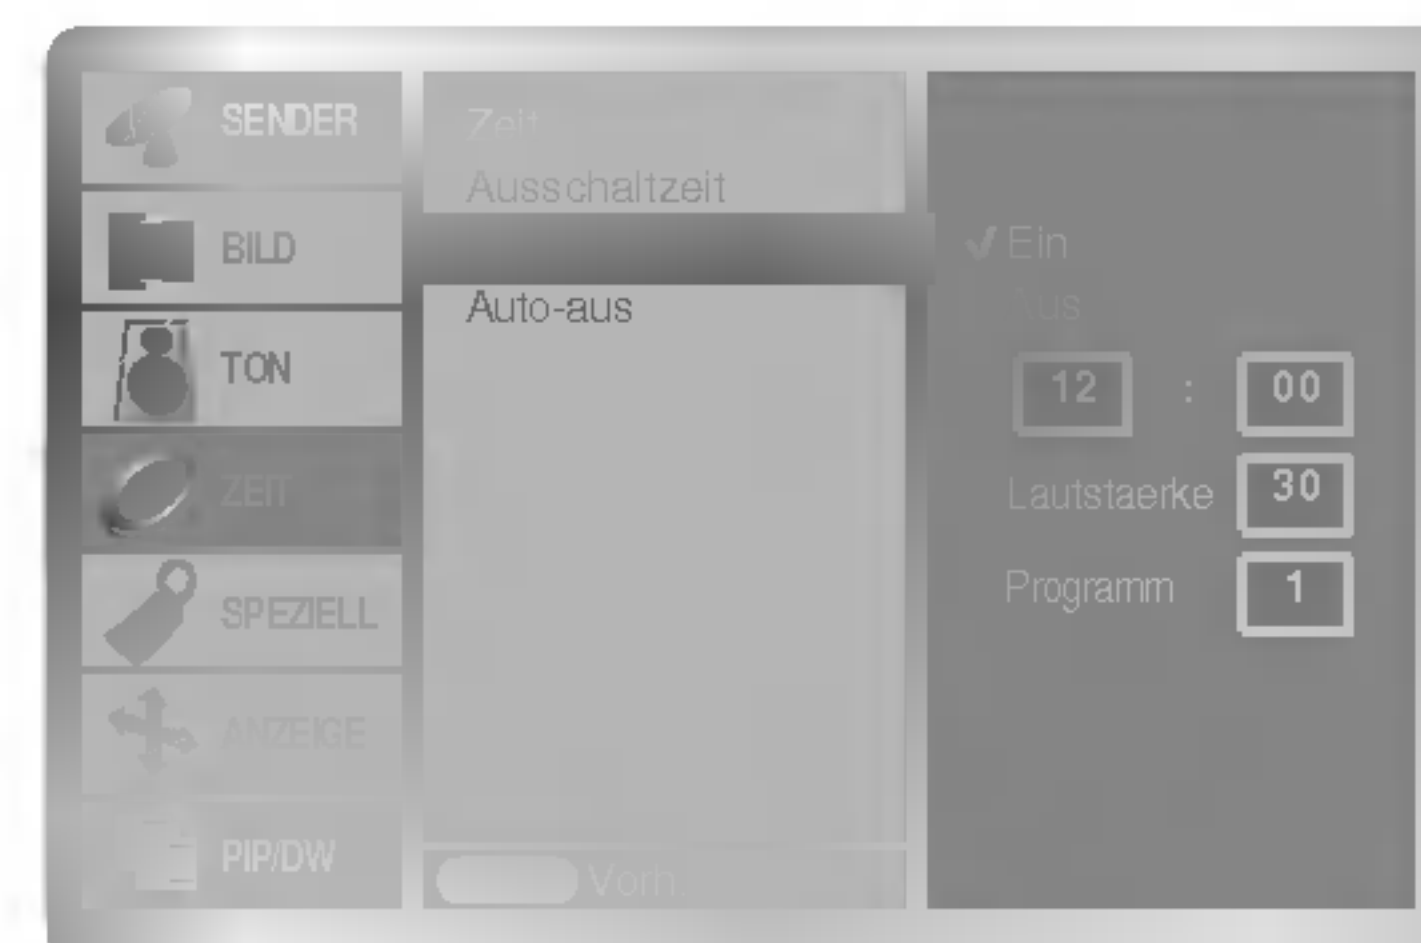 SENDER
BILD
TON
ZEIT
SPEZIELL
ANZEIGE
PIP/DW
Zeit
Ausschaltzeit
Auto-aus
Vorh.
Ein
Aus
12 : 00
Lautstaerke 30
Programm 1